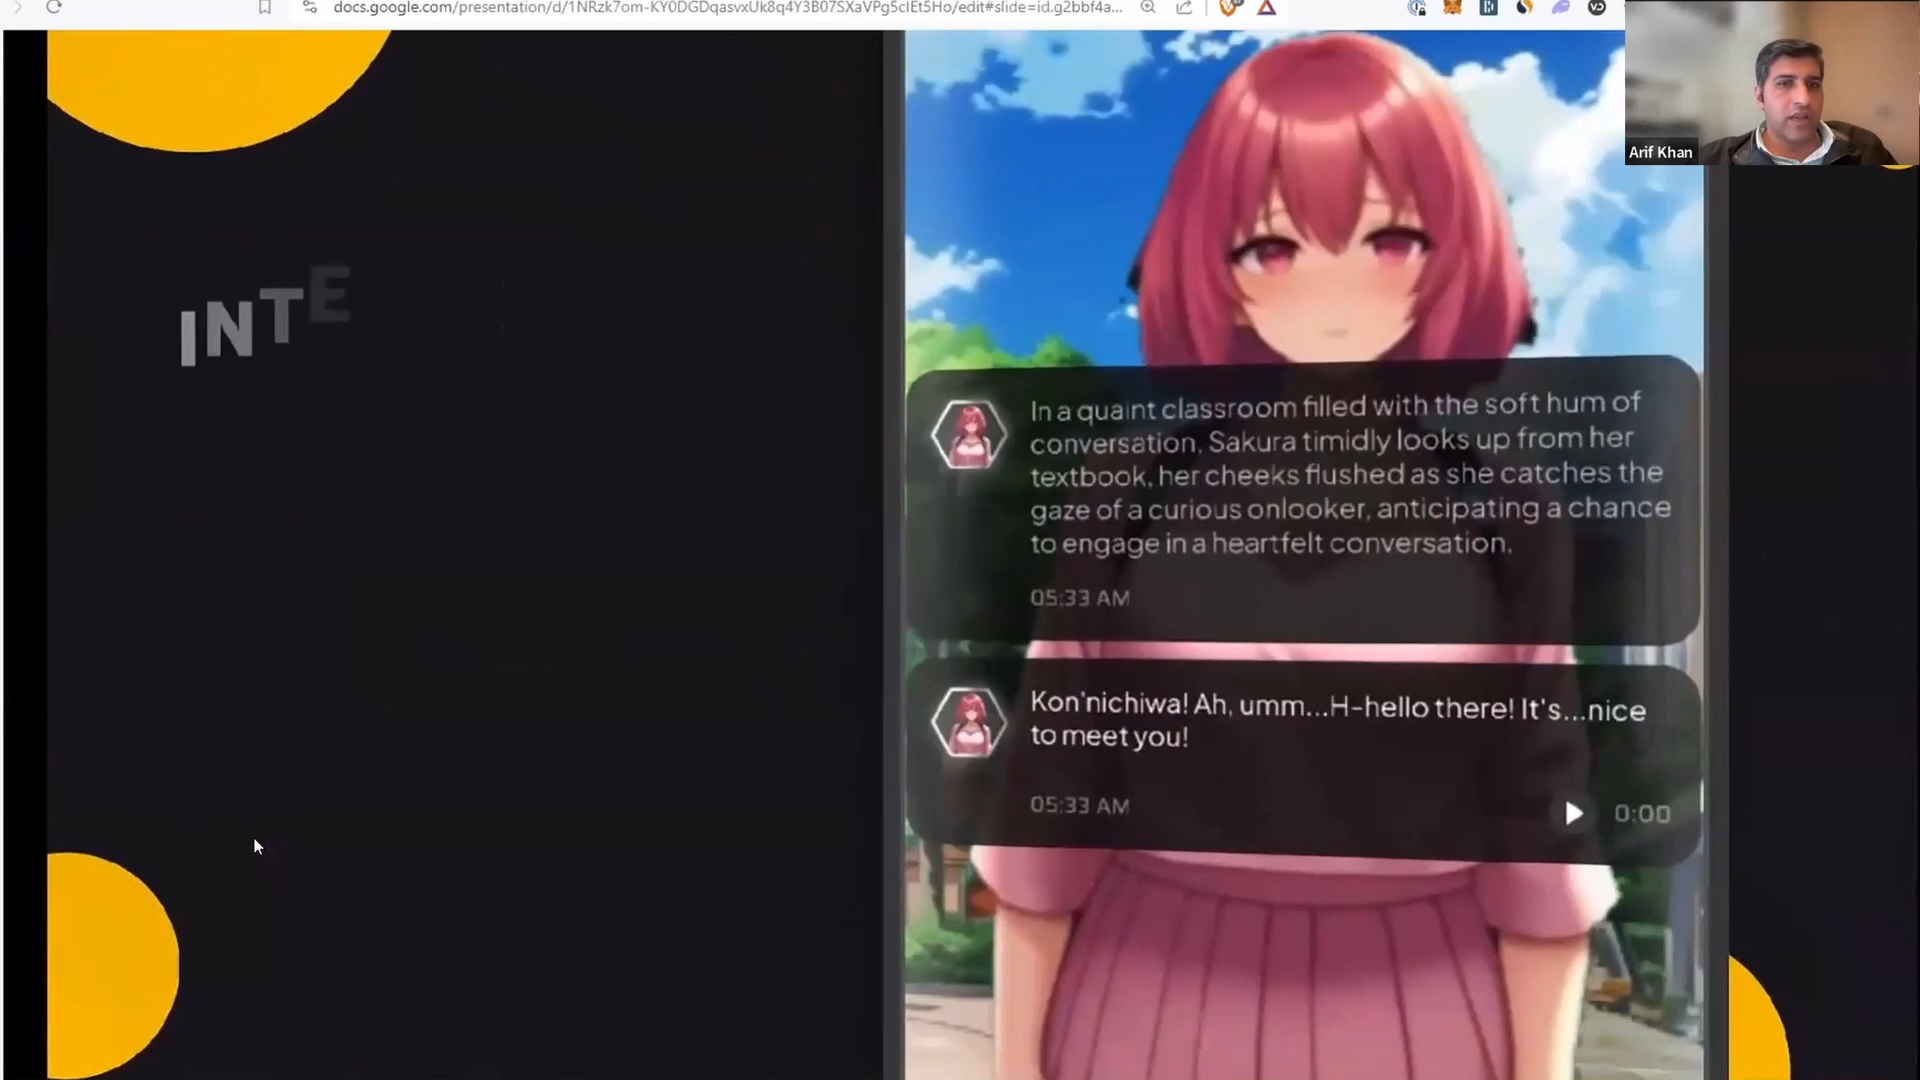 docs.google.com/presentation/d/1NRzk7om-KY0DGDqasvxUk8q4Y3B07SXaVPg5clEt5Ho/edit#slide=id.g2bbf4a...
Arif Khan
INTE
In a quaint classroom filled with the soft hum of
conversation, Sakura timidly looks up from her
textbook, her cheeks flushed as she catches the
gaze of a curious onlooker, anticipating a chance
to engage in a heartfelt conversation.
05:33 AM
Kon'nichiwa! Ah, umm...H-hello there! It's...nice
to meet you!
05:33 AM
0:00